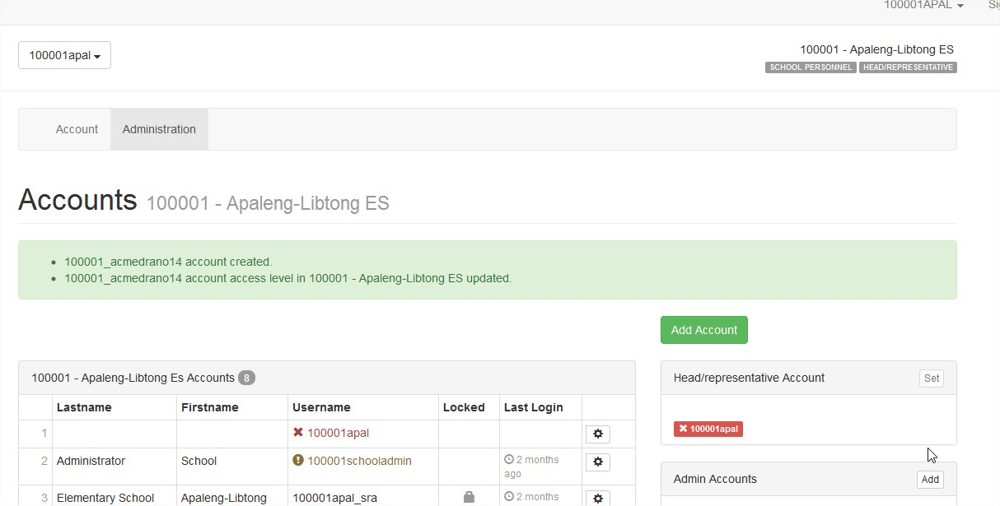 100001APAL
100001apal
100001 - Apaleng-Libtong ES
SCHOOL PERSONNEL HEAD/REPRESENTATIVE
Account Administration
Accounts 100001 - Apaleng-Libtong ES
100001_acmedrano14 account created.
100001_acmedrano14 account access level in 100001 - Apaleng-Libtong ES updated.
Add Account
100001 - Apaleng-Libtong Es Accounts 8
Lastname Firstname Username Locked Last Login
1 100001apal
2 Administrator School 100001schooladmin 2 months
ago
3 Elementary School Apaleng-Libtong 100001apal_sra 2 months
Head/representative Account Set
100001apal
Admin Accounts Add